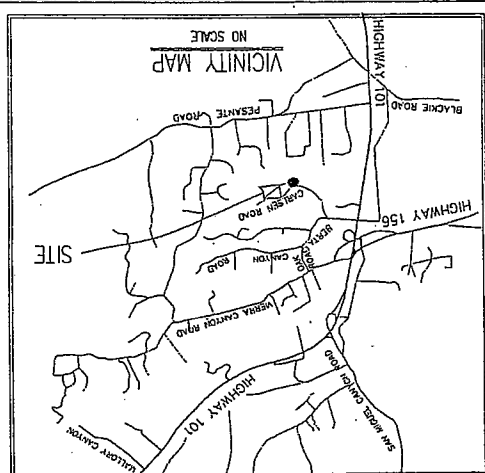 SAN MIGUEL CANYON ROAD
MALLORY CANYON
HIGHWAY 101
VIERRA CANYON ROAD
OAK
ROAD
BERTA
CANYON
ROAD
SITE
HIGHWAY 156
CARLSEN ROAD
BLACKIE ROAD
HIGHWAY 101
PESANTE
ROAD
VICINITY MAP
NO SCALE